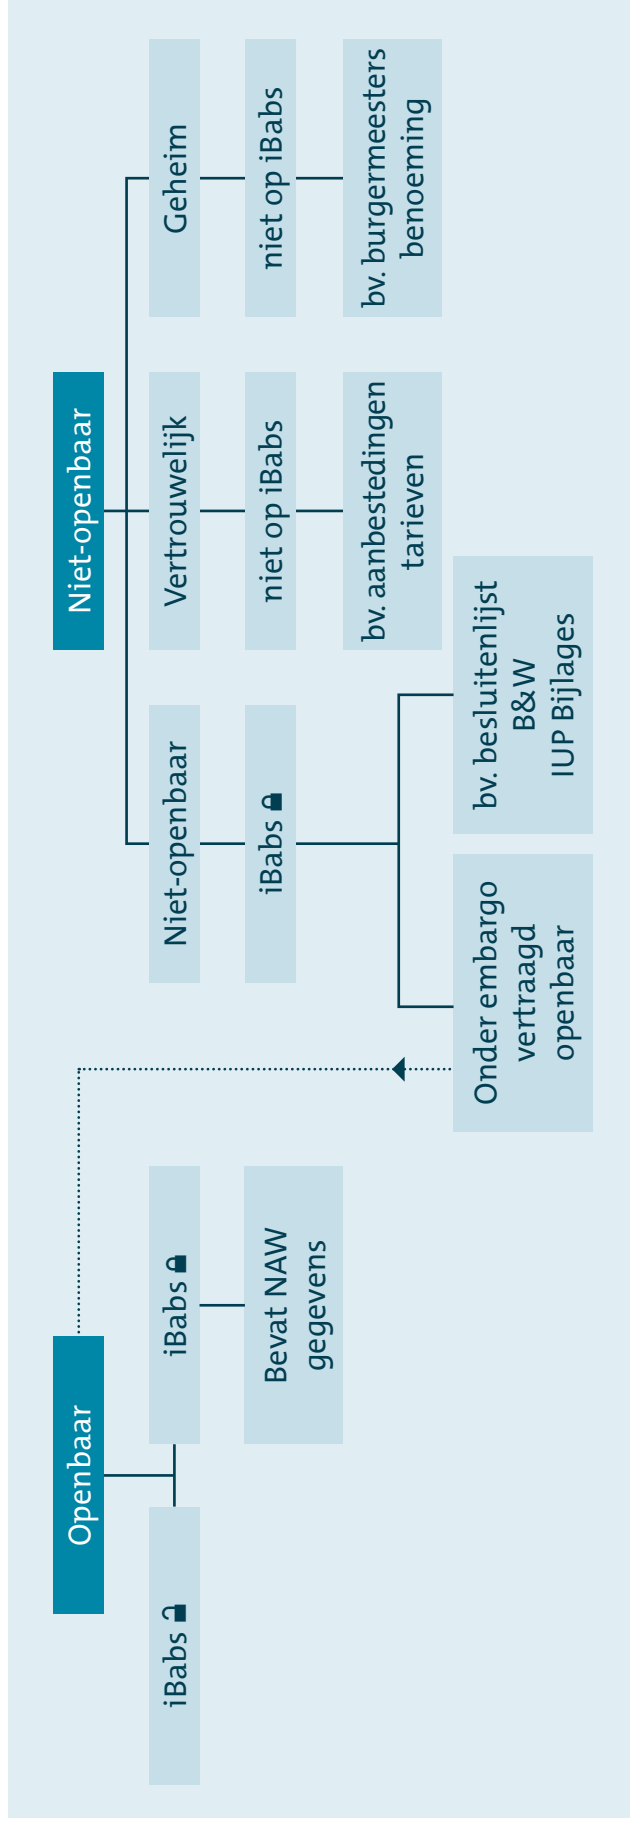 Openbaar
iBabs
iBabs
Bevat NAW
gegevens
Niet-openbaar
Niet-openbaar
iBabs
Onder embargo
vertraagd
openbaar
bv. besluitenlijst
B&W
IUP Bijlages
Vertrouwelijk
niet op iBabs
bv. aanbestedingen
tarieven
Geheim
niet op iBabs
bv. burgermeesters
benoeming